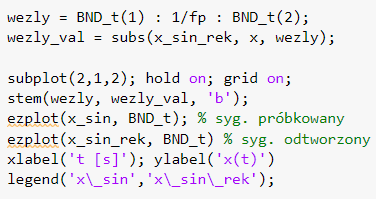 wezly = BND_t(1) : 1/fp : BND_t(2);
wezly_val = subs(x_sin_rek, x, wezly);
subplot(2,1,2); hold on; grid on;
stem(wezly, wezly_val, 'b');
ezplot(x_sin, BND_t); % syg. próbkowany
ezplot(x_sin_rek, BND_t) % syg. odtworzony
xlabel('t [s]'); ylabel('x(t)')
legend('x\_sin','x\_sin\_rek');